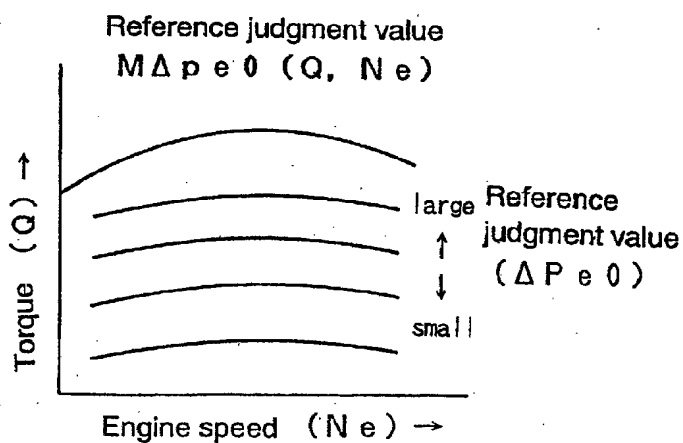 Reference judgment value
MΔpe0 (Q, Ne)
Torque (Q) →
large
↑
↓
small
Reference
judgment value
(ΔPe0)
Engine speed (Ne) →